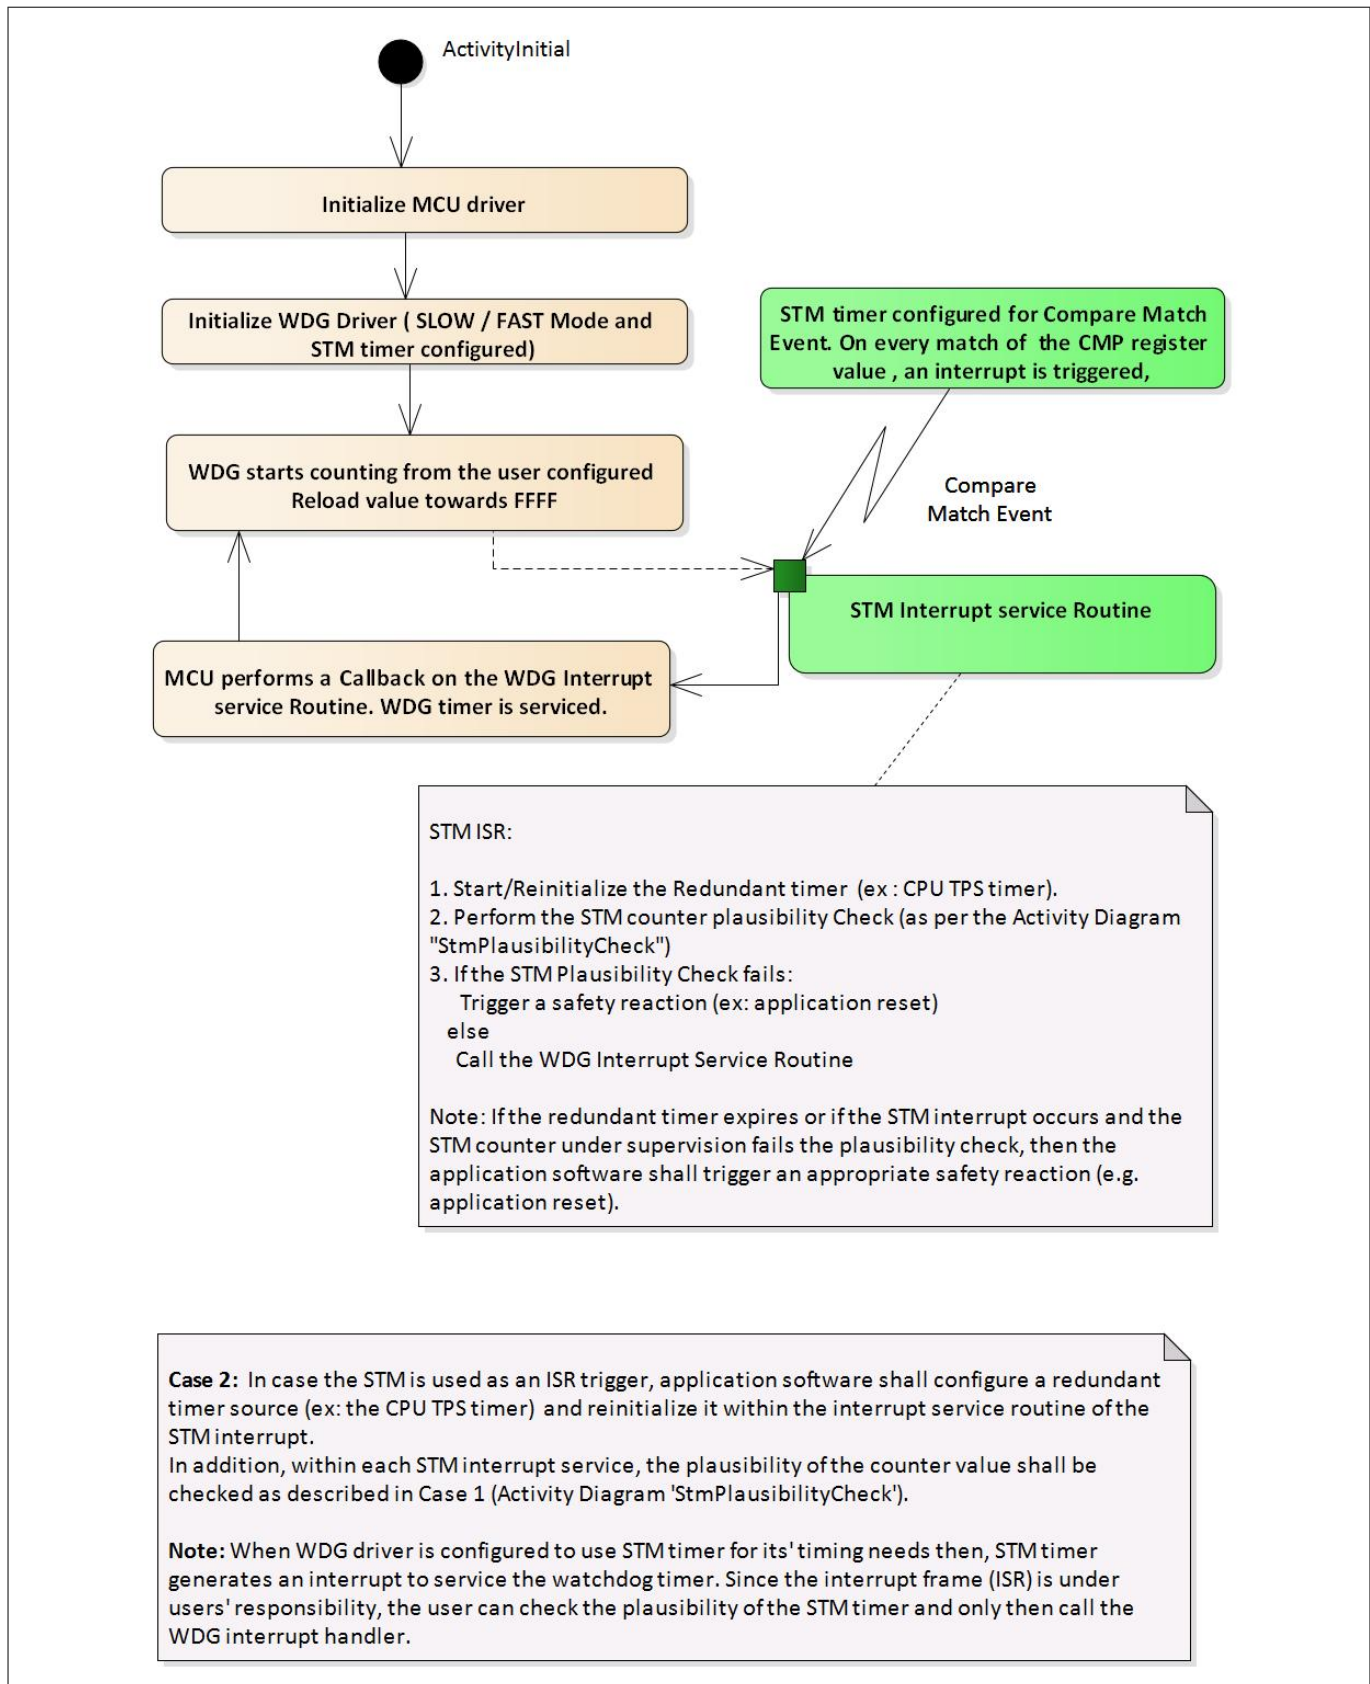 ActivityInitial
Initialize MCU driver
Initialize WDG Driver ( SLOW / FAST Mode and
STM timer configured)
STM timer configured for Compare Match
Event. On every match of the CMP register
value , an interrupt is triggered,
WDG starts counting from the user configured
Reload value towards FFFF
Compare
Match Event
STM Interrupt service Routine
MCU performs a Callback on the WDG Interrupt
service Routine. WDG timer is serviced.
STM ISR:
1. Start/Reinitialize the Redundant timer (ex : CPU TPS timer).
2. Perform the STM counter plausibility Check (as per the Activity Diagram
"StmPlausibilityCheck")
3. If the STM Plausibility Check fails:
Trigger a safety reaction (ex: application reset)
else
Call the WDG Interrupt Service Routine
Note: If the redundant timer expires or if the STM interrupt occurs and the
STM counter under supervision fails the plausibility check, then the
application software shall trigger an appropriate safety reaction (e.g.
application reset).
Case 2: In case the STM is used as an ISR trigger, application software shall configure a redundant
timer source (ex: the CPU TPS timer) and reinitialize it within the interrupt service routine of the
STM interrupt.
In addition, within each STM interrupt service, the plausibility of the counter value shall be
checked as described in Case 1 (Activity Diagram 'StmPlausibilityCheck').
Note: When WDG driver is configured to use STM timer for its' timing needs then, STM timer
generates an interrupt to service the watchdog timer. Since the interrupt frame (ISR) is under
users' responsibility, the user can check the plausibility of the STM timer and only then call the
WDG interrupt handler.